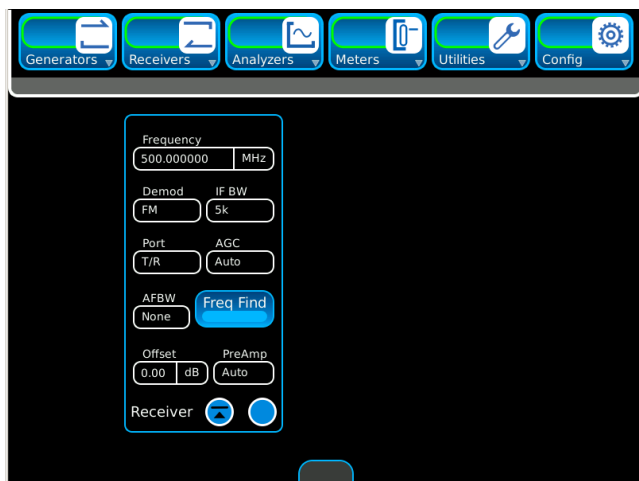 Generators Receivers Analyzers Meters Utilities Config
Frequency
500.000000 MHz
Demod IF BW
FM 5k
Port AGC
T/R Auto
AFBW
Freq Find
None
Offset PreAmp
0.00 dB Auto
Receiver